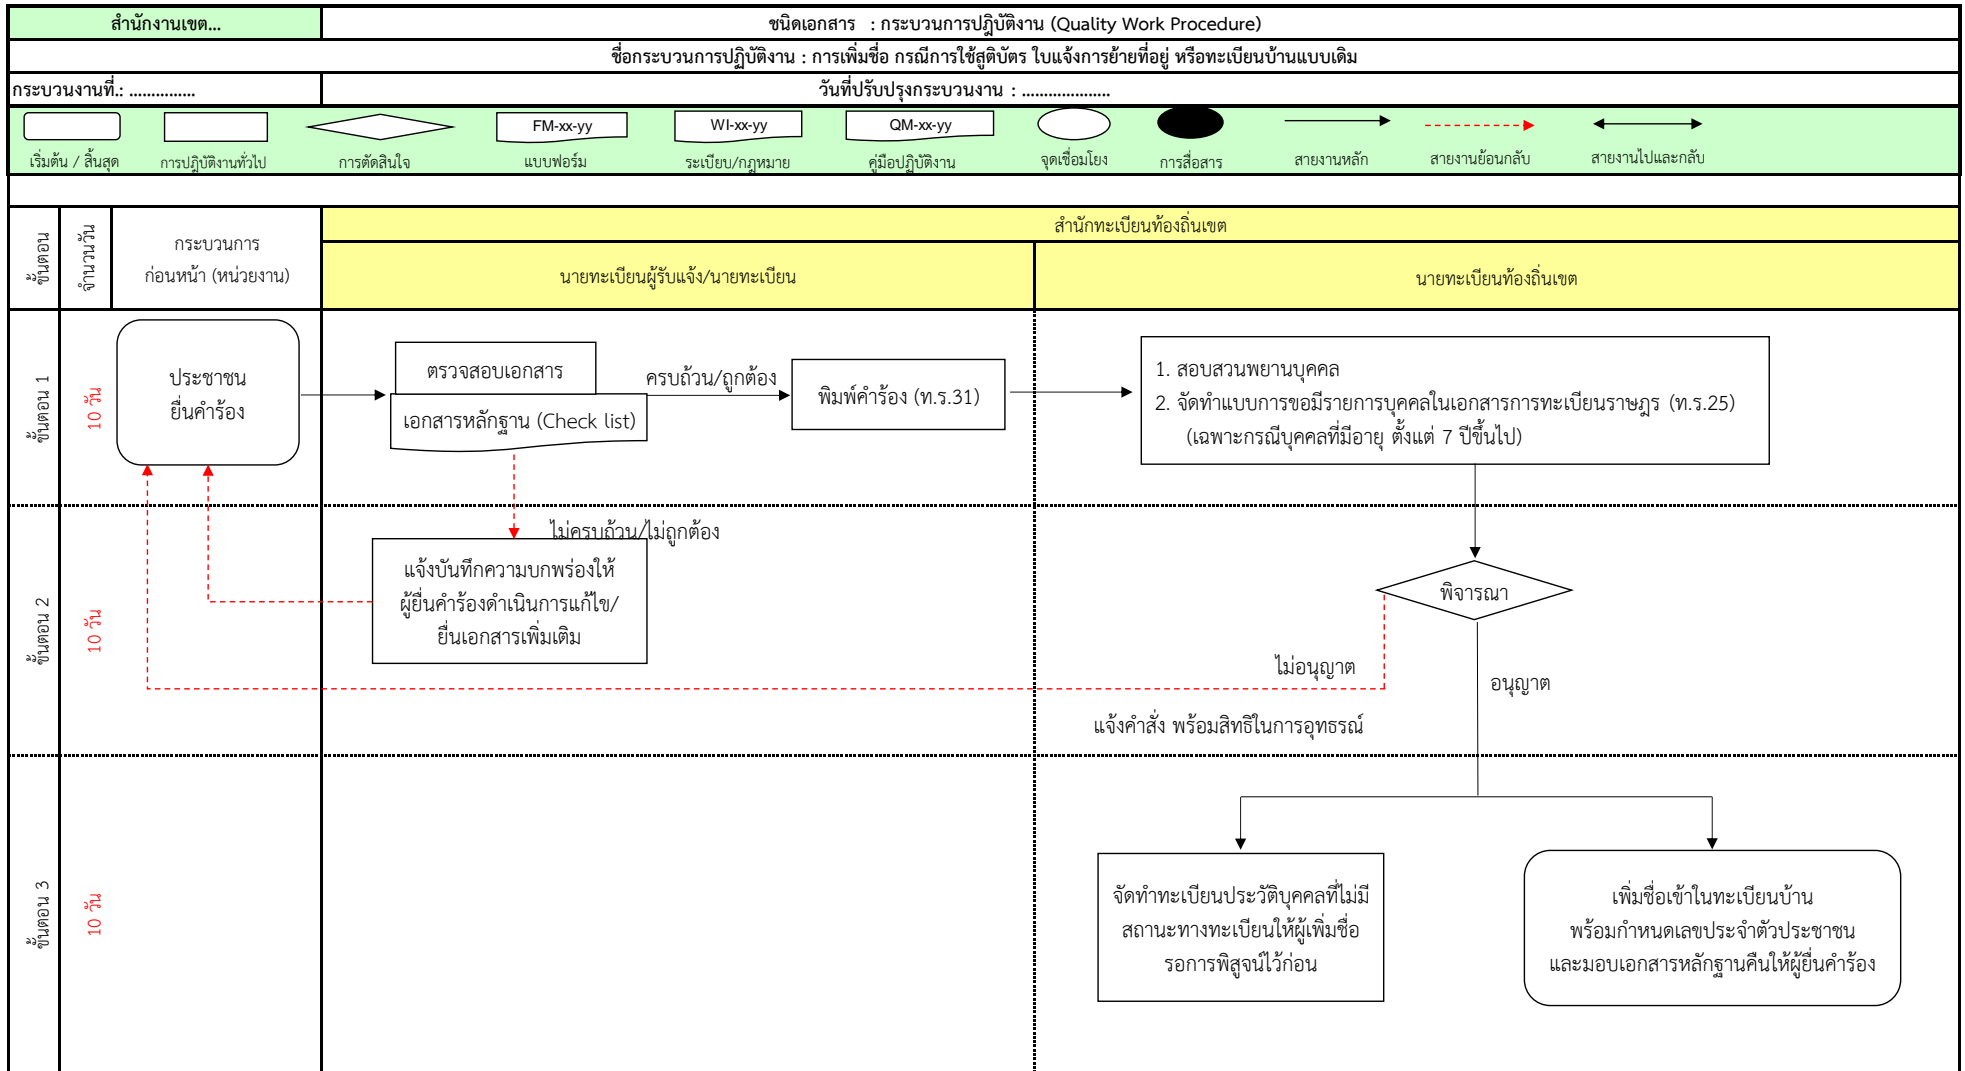 สำนักงานเขต...
ชนิดเอกสาร : กระบวนการปฎิบัติงาน (Quality Work Procedure)
ชื่อกระบวนการปฏิบัติงาน : การเพิ่มชื่อ กรณีการใช้สูติบัตร ใบแจ้งการย้ายที่อยู่ หรือทะเบียนบ้านแบบเดิม
กระบวนงานที่.: ...............
วันที่ปรับปรุงกระบวนงาน : ....................
FM-xx-yy
WI-xx-yy
QM-xx-yy
เริ่มต้น / สิ้นสุด
การปฎิบัติงานทั่วไป
การตัดสินใจ
แบบฟอร์ม
ระเบียบ/กฎหมาย
คู่มือปฏิบัติงาน
จุดเชื่อมโยง
การสื่อสาร
สายงานหลัก
สายงานย้อนกลับ
สายงานไปและกลับ
ขั้นตอน
จำนวนวัน
กระบวนการ
ก่อนหน้า (หน่วยงาน)
สำนักทะเบียนท้องถิ่นเขต
นายทะเบียนผู้รับแจ้ง/นายทะเบียน
นายทะเบียนท้องถิ่นเขต
ขั้นตอน 1
10 วัน
ประชาชน
ยื่นคำร้อง
ตรวจสอบเอกสาร
เอกสารหลักฐาน (Check list)
ครบถ้วน/ถูกต้อง
พิมพ์คำร้อง (ท.ร.31)
1. สอบสวนพยานบุคคล
2. จัดทำแบบการขอมีรายการบุคคลในเอกสารการทะเบียนราษฎร (ท.ร.25)
(เฉพาะกรณีบุคคลที่มีอายุ ตั้งแต่ 7 ปีขึ้นไป)
ขั้นตอน 2
10 วัน
ไม่ครบถ้วน/ไม่ถูกต้อง
แจ้งบันทึกความบกพร่องให้
ผู้ยื่นคำร้องดำเนินการแก้ไข/
ยื่นเอกสารเพิ่มเติม
พิจารณา
ไม่อนุญาต
อนุญาต
แจ้งคำสั่ง พร้อมสิทธิในการอุทธรณ์
ขั้นตอน 3
10 วัน
จัดทำทะเบียนประวัติบุคคลที่ไม่มี
สถานะทางทะเบียนให้ผู้เพิ่มชื่อ
รอการพิสูจน์ไว้ก่อน
เพิ่มชื่อเข้าในทะเบียนบ้าน
พร้อมกำหนดเลขประจำตัวประชาชน
และมอบเอกสารหลักฐานคืนให้ผู้ยื่นคำร้อง